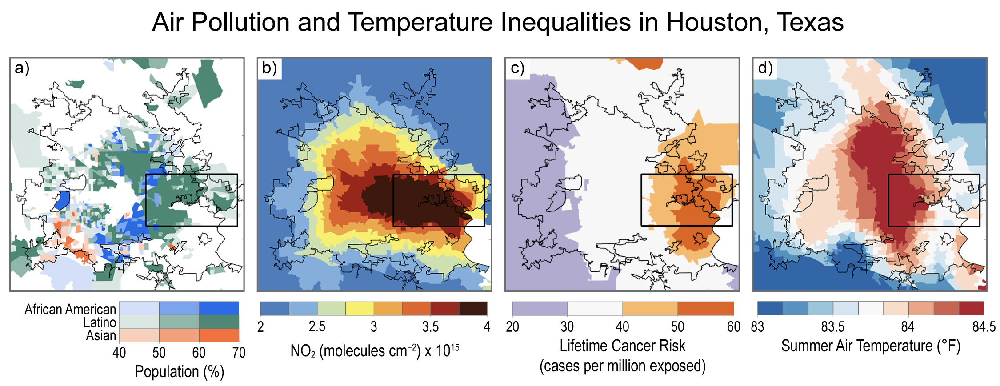 Air Pollution and Temperature Inequalities in Houston, Texas
a)
b)
c)
d)
African American
Latino
Asian
40 50 60 70
Population (%)
2 2.5 3 3.5 4
NO₂ (molecules cm⁻²) x 10¹⁵
20 30 40 50 60
Lifetime Cancer Risk
(cases per million exposed)
83 83.5 84 84.5
Summer Air Temperature (°F)